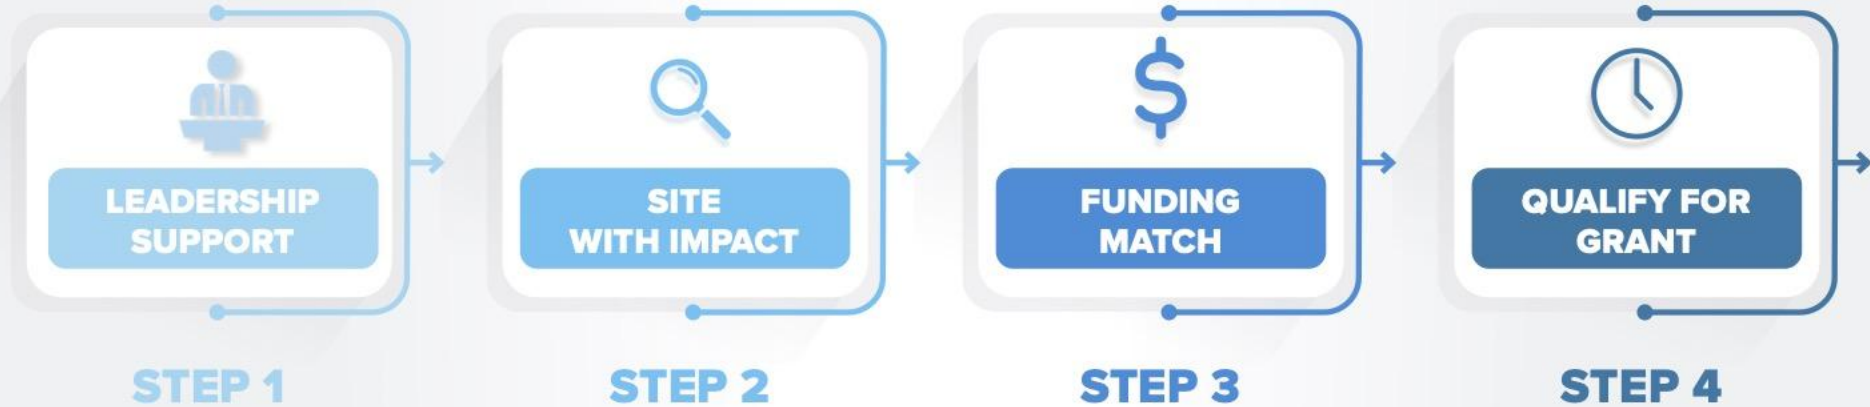 LEADERSHIP
SUPPORT
STEP 1
SITE
WITH IMPACT
STEP 2
FUNDING
MATCH
STEP 3
QUALIFY FOR
GRANT
STEP 4